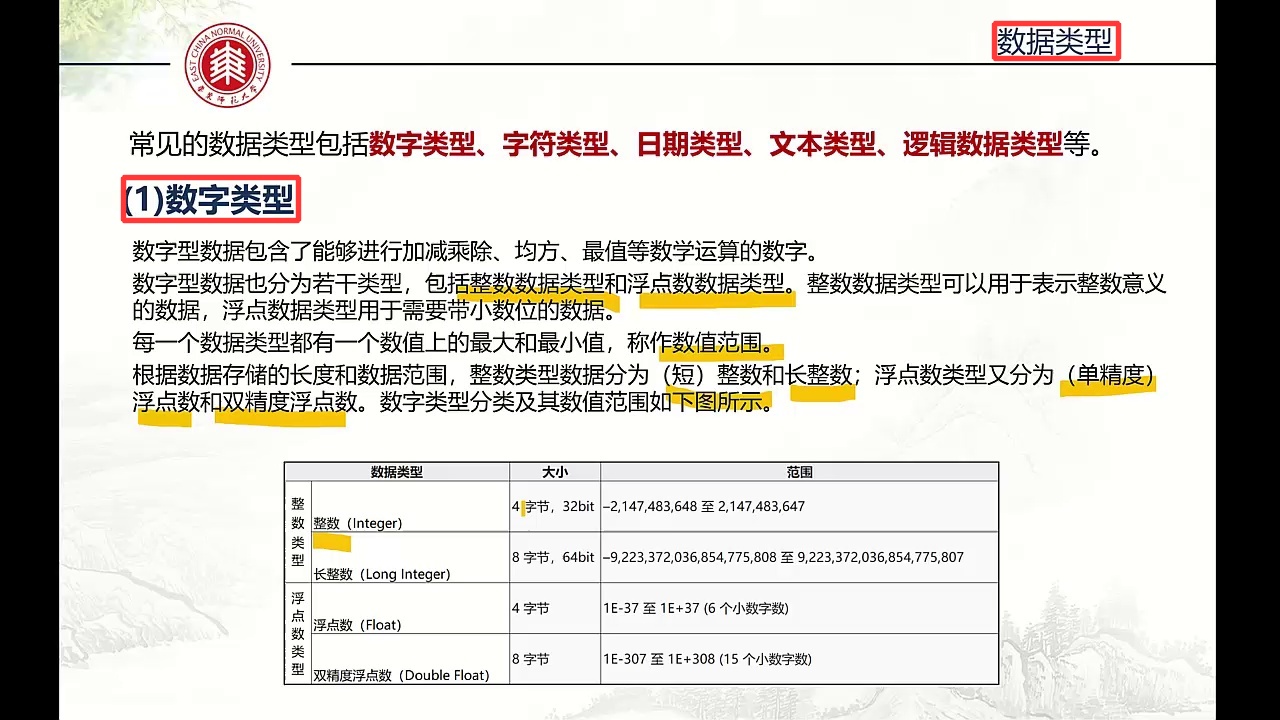 EAST CHINA NORMAL UNIVERSITY
华东师范大学
数据类型
常见的数据类型包括数字类型、字符类型、日期类型、文本类型、逻辑数据类型等。
(1)数字类型
数字型数据包含了能够进行加减乘除、均方、最值等数学运算的数字。
数字型数据也分为若干类型，包括整数数据类型和浮点数数据类型。整数数据类型可以用于表示整数意义
的数据，浮点数据类型用于需要带小数位的数据。
每一个数据类型都有一个数值上的最大和最小值，称作数值范围。
根据数据存储的长度和数据范围，整数类型数据分为（短）整数和长整数；浮点数类型又分为（单精度）
浮点数和双精度浮点数。数字类型分类及其数值范围如下图所示。
数据类型 大小 范围
整数类型
整数（Integer） 4字节，32bit –2,147,483,648 至 2,147,483,647
长整数（Long Integer） 8 字节，64bit –9,223,372,036,854,775,808 至 9,223,372,036,854,775,807
浮点数类型
浮点数（Float） 4 字节 1E-37 至 1E+37 (6 个小数字数)
双精度浮点数（Double Float） 8 字节 1E-307 至 1E+308 (15 个小数字数)